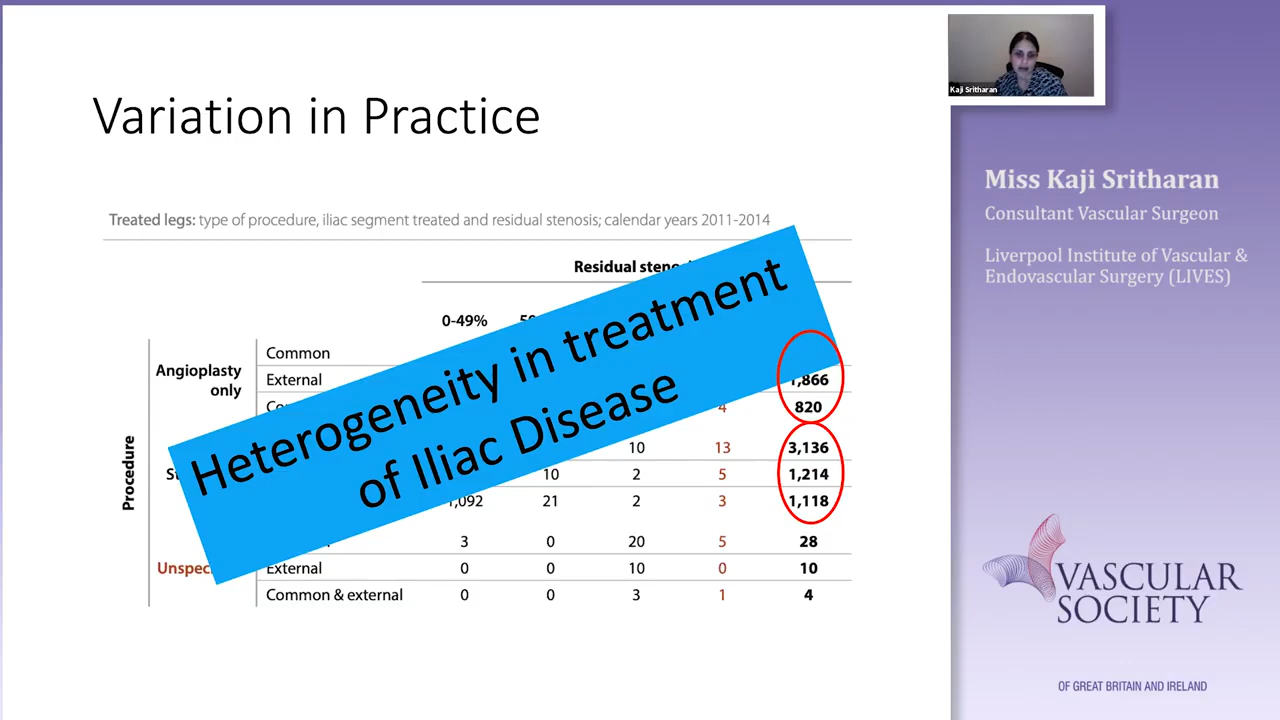 Variation in Practice
Kaji Sritharan
Miss Kaji Sritharan
Consultant Vascular Surgeon
Liverpool Institute of Vascular &
Endovascular Surgery (LIVES)
Treated legs: type of procedure, iliac segment treated and residual stenosis; calendar years 2011-2014
Residual
0-49%
Procedure
Angioplasty
only
Common
External 1,866
4 820
10 13 3,136
10 2 5 1,214
1,092 21 2 3 1,118
3 0 20 5 28
External 0 0 10 0 10
Common & external 0 0 3 1 4
Heterogeneity in treatment
of Iliac Disease
VASCULAR
SOCIETY
OF GREAT BRITAIN AND IRELAND